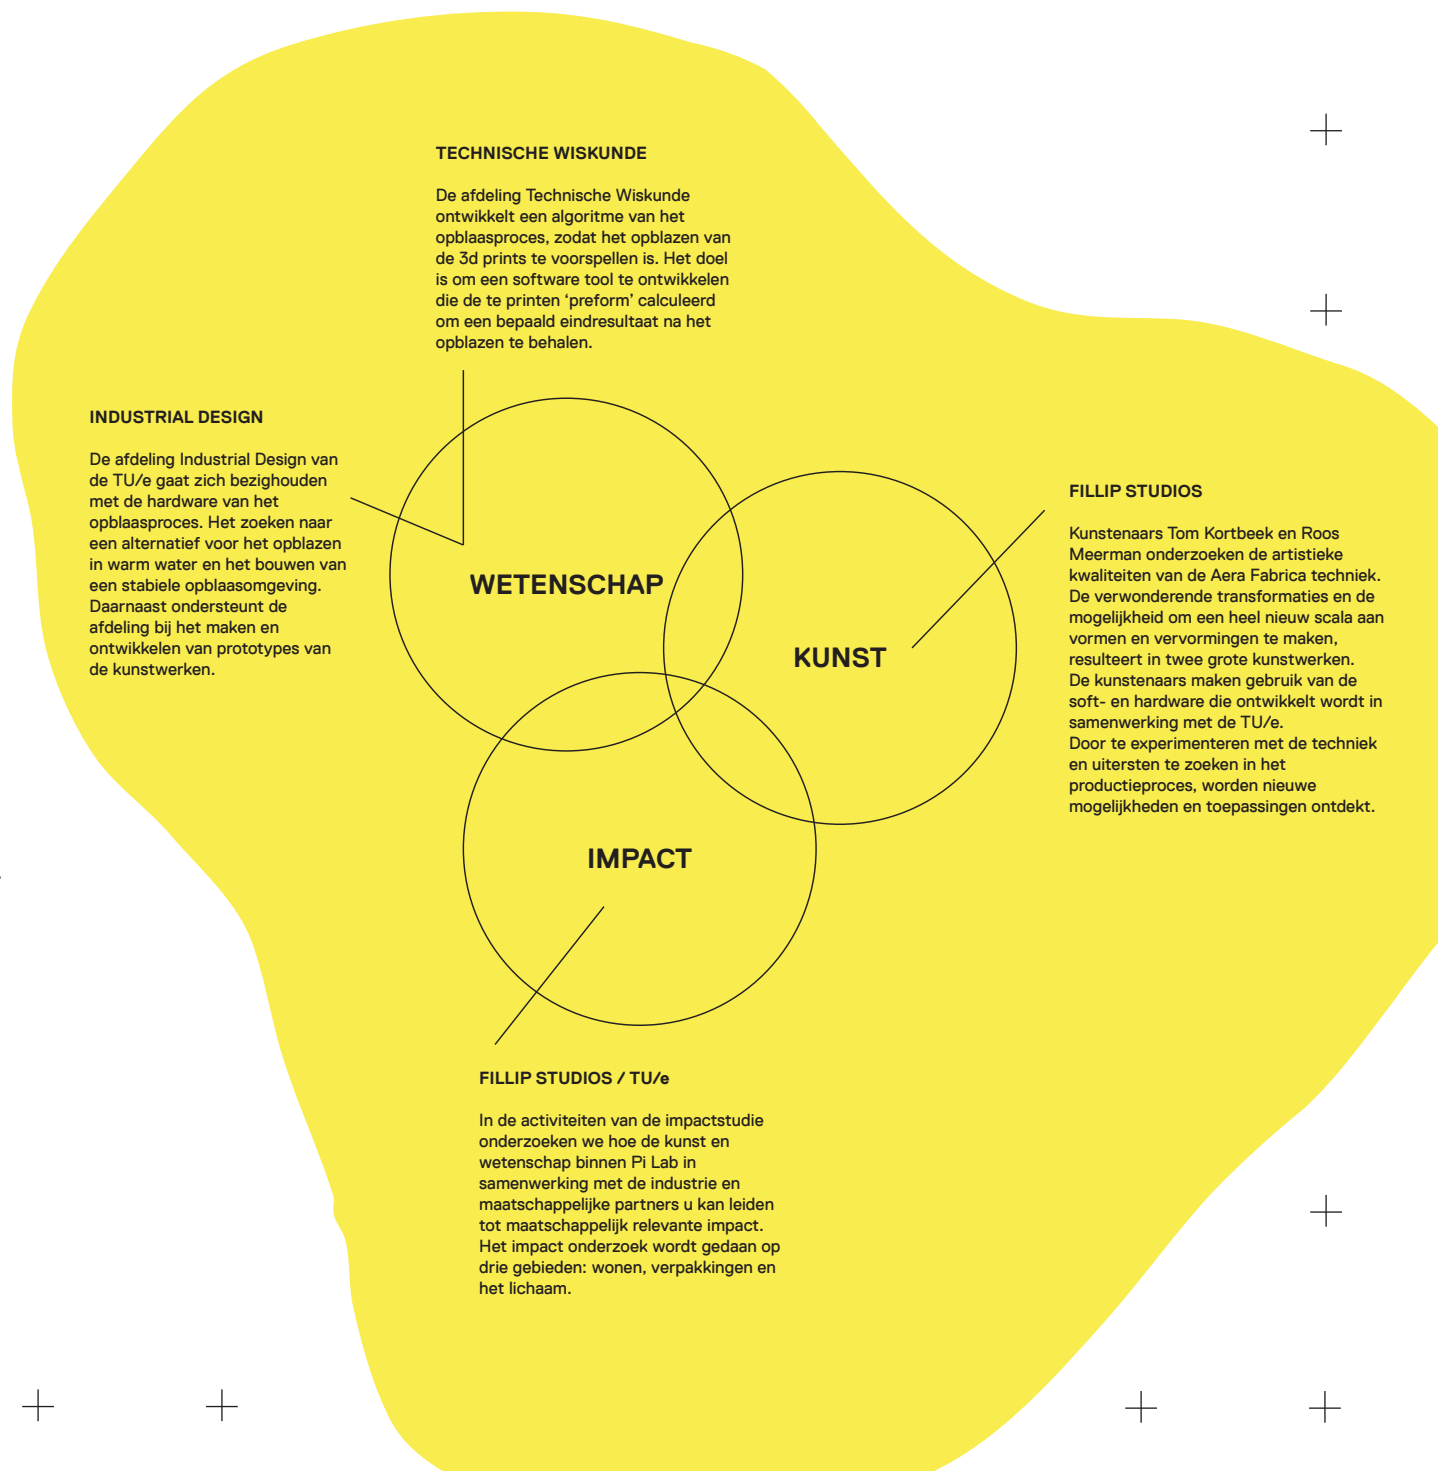 TECHNISCHE WISKUNDE
De afdeling Technische Wiskunde
ontwikkelt een algoritme van het
opblaasproces, zodat het opblazen van
de 3d prints te voorspellen is. Het doel
is om een software tool te ontwikkelen
die de te printen ‘preform’ calculeerd
om een bepaald eindresultaat na het
opblazen te behalen.
INDUSTRIAL DESIGN
De afdeling Industrial Design van
de TU/e gaat zich bezighouden
met de hardware van het
opblaasproces. Het zoeken naar
een alternatief voor het opblazen
in warm water en het bouwen van
een stabiele opblaasomgeving.
Daarnaast ondersteunt de
afdeling bij het maken en
ontwikkelen van prototypes van
de kunstwerken.
WETENSCHAP
KUNST
IMPACT
FILLIP STUDIOS
Kunstenaars Tom Kortbeek en Roos
Meerman onderzoeken de artistieke
kwaliteiten van de Aera Fabrica techniek.
De verwonderende transformaties en de
mogelijkheid om een heel nieuw scala aan
vormen en vervormingen te maken,
resulteert in twee grote kunstwerken.
De kunstenaars maken gebruik van de
soft- en hardware die ontwikkelt wordt in
samenwerking met de TU/e.
Door te experimenteren met de techniek
en uitersten te zoeken in het
productieproces, worden nieuwe
mogelijkheden en toepassingen ontdekt.
FILLIP STUDIOS / TU/e
In de activiteiten van de impactstudie
onderzoeken we hoe de kunst en
wetenschap binnen Pi Lab in
samenwerking met de industrie en
maatschappelijke partners u kan leiden
tot maatschappelijk relevante impact.
Het impact onderzoek wordt gedaan op
drie gebieden: wonen, verpakkingen en
het lichaam.